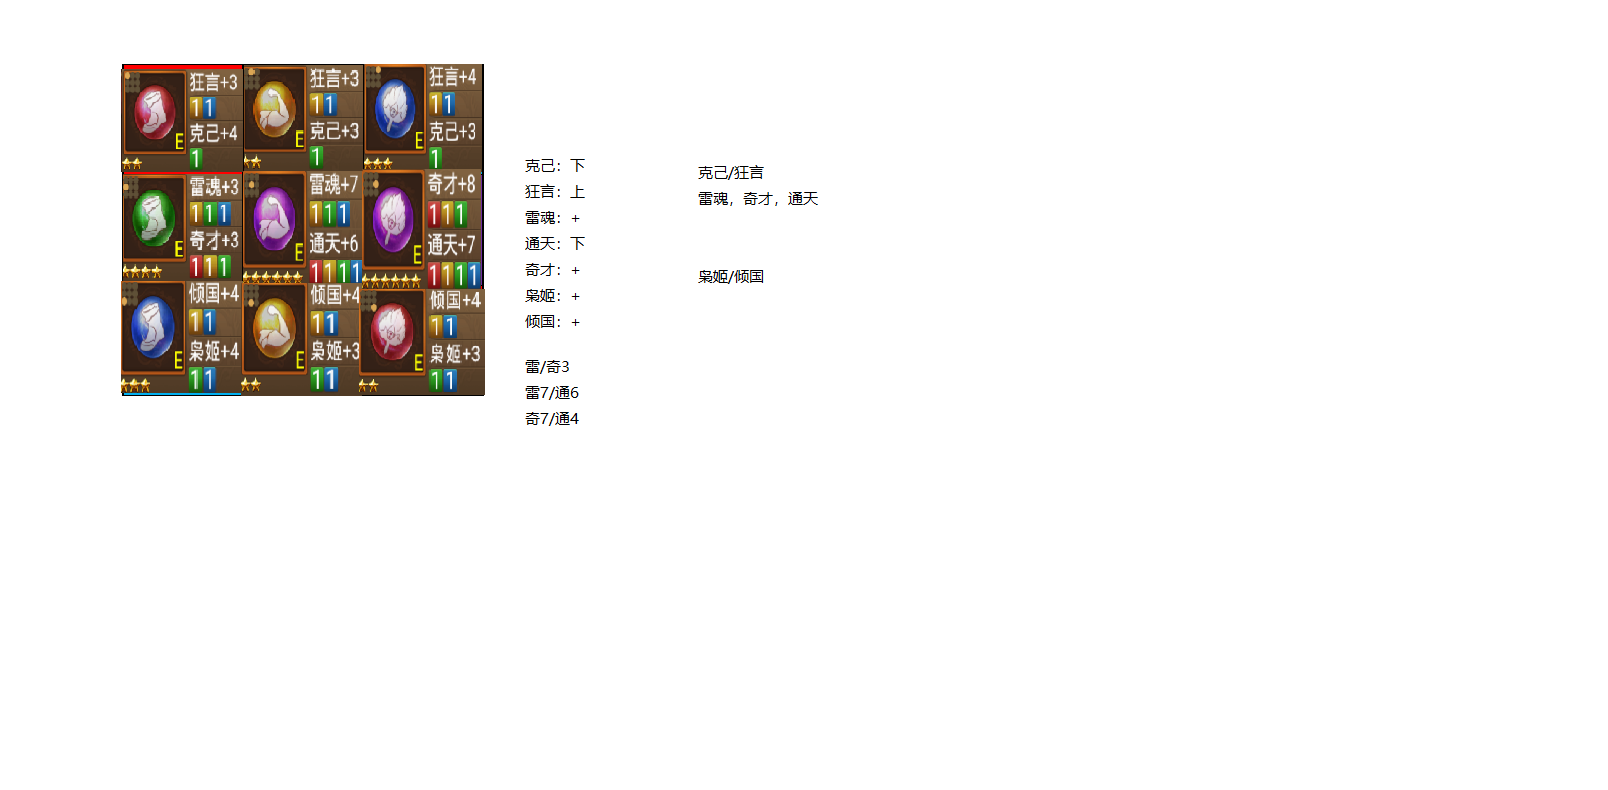 狂言+3
11
E
克己+4
1
狂言+3
11
E
克己+3
1
狂言+4
11
E
克己+3
1
雷魂+3
111
E
奇才+3
111
雷魂+7
111
E
通天+6
1111
奇才+8
111
E
通天+7
1111
倾国+4
11
E
枭姬+4
11
倾国+4
11
E
枭姬+3
11
倾国+4
11
E
枭姬+3
11
克己：下
狂言：上
雷魂：+
通天：下
奇才：+
枭姬：+
倾国：+
雷/奇3
雷7/通6
奇7/通4
克己/狂言
雷魂，奇才，通天
枭姬/倾国